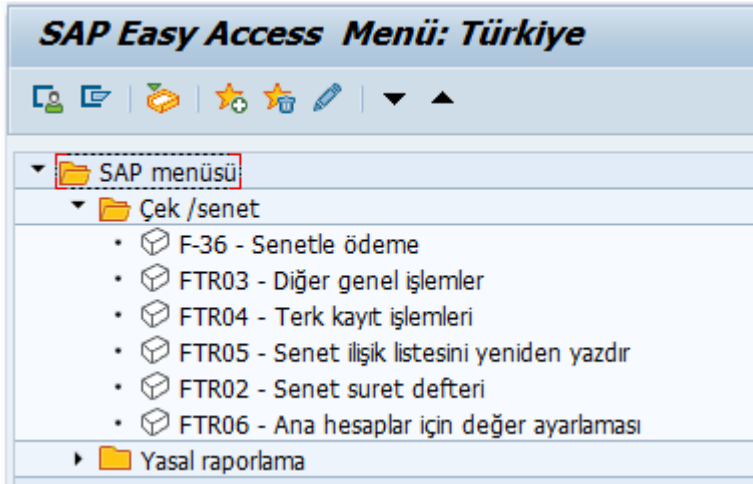 SAP Easy Access Menü: Türkiye
SAP menüsü
Çek /senet
F-36 - Senetle ödeme
FTR03 - Diğer genel işlemler
FTR04 - Terk kayıt işlemleri
FTR05 - Senet ilişik listesini yeniden yazdır
FTR02 - Senet suret defteri
FTR06 - Ana hesaplar için değer ayarlaması
Yasal raporlama